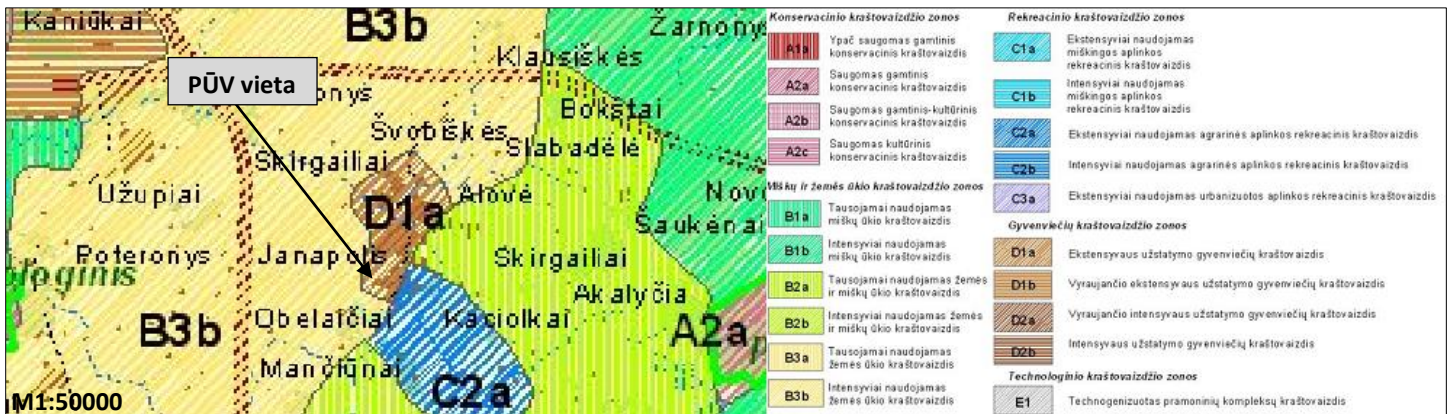 Kaniūkai
B3b
Žarnonys
Klausiškės
PŪV vieta
onys
Bokštai
Švobiškės
Skirgailiai
Slabadėlė
Užupiai
D1a
Alovė
Nov
Šaukėnai
Poteronys
Janapolis
Skirgailiai
ologinis
Akalyčia
B3b
Obelaičiai
Kaciolkai
A2a
Mančiūnai
C2a
M1:50000
Konservacinio kraštovaizdžio zonos
A1a
Ypač saugomas gamtinis
konservacinis kraštovaizdis
A2a
Saugomas gamtinis
konservacinis kraštovaizdis
A2b
Saugomas gamtinis-kultūrinis
konservacinis kraštovaizdis
A2c
Saugomas kultūrinis
konservacinis kraštovaizdis
Miškų ir žemės ūkio kraštovaizdžio zonos
B1a
Tausojamai naudojamas
miškų ūkio kraštovaizdis
B1b
Intensyviai naudojamas
miškų ūkio kraštovaizdis
B2a
Tausojamai naudojamas žemės
ir miškų ūkio kraštovaizdis
B2b
Intensyviai naudojamas žemės
ir miškų ūkio kraštovaizdis
B3a
Tausojamai naudojamas
žemės ūkio kraštovaizdis
B3b
Intensyviai naudojamas
žemės ūkio kraštovaizdis
Rekreacinio kraštovaizdžio zonos
C1a
Ekstensyviai naudojamas
miškingos aplinkos
rekreacinis kraštovaizdis
C1b
Intensyviai naudojamas
miškingos aplinkos
rekreacinis kraštovaizdis
C2a
Ekstensyviai naudojamas agrarinės aplinkos rekreacinis kraštovaizdis
C2b
Intensyviai naudojamas agrarinės aplinkos rekreacinis kraštovaizdis
C3a
Ekstensyviai naudojamas urbanizuotos aplinkos rekreacinis kraštovaizdis
Gyvenviečių kraštovaizdžio zonos
D1a
Ekstensyvaus užstatymo gyvenviečių kraštovaizdis
D1b
Vyraujančio ekstensyvaus užstatymo gyvenviečių kraštovaizdis
D2a
Vyraujančio intensyvaus užstatymo gyvenviečių kraštovaizdis
D2b
Intensyvaus užstatymo gyvenviečių kraštovaizdis
Technologinio kraštovaizdžio zonos
E1
Technogenizuotas pramoninių kompleksų kraštovaizdis